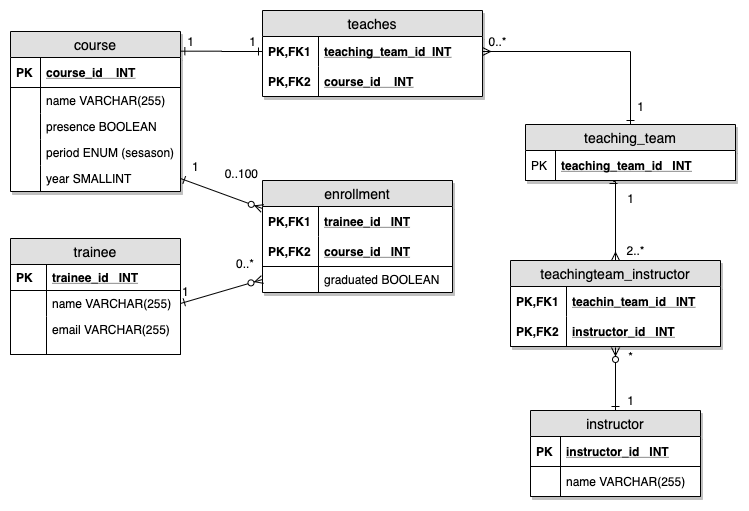 teaches
PK,FK1 teaching_team_id INT
PK,FK2 course_id INT
course
PK course_id INT
name VARCHAR(255)
presence BOOLEAN
period ENUM (sesason)
year SMALLINT
1
1
0..*
1
teaching_team
PK teaching_team_id INT
1
2..*
1
0..100
enrollment
PK,FK1 trainee_id INT
PK,FK2 course_id INT
graduated BOOLEAN
trainee
PK trainee_id INT
name VARCHAR(255)
email VARCHAR(255)
0..*
1
teachingteam_instructor
PK,FK1 teachin_team_id INT
PK,FK2 instructor_id INT
*
1
instructor
PK instructor_id INT
name VARCHAR(255)